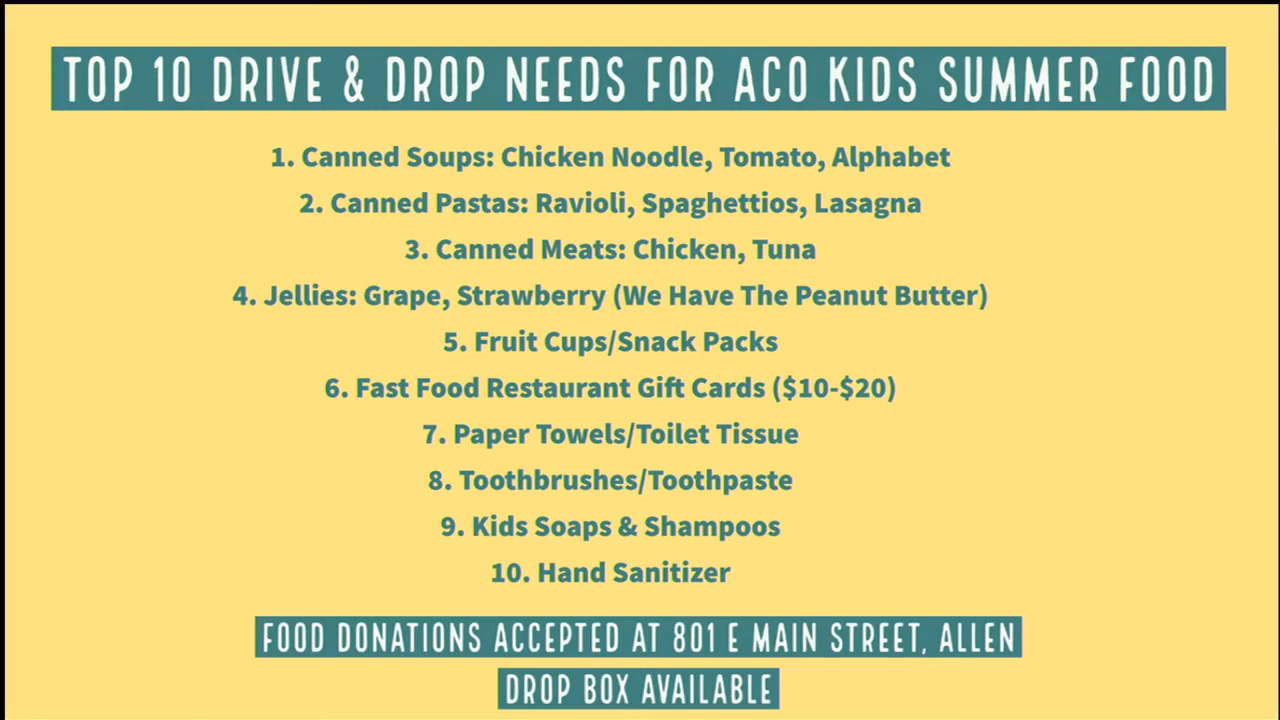 TOP 10 DRIVE & DROP NEEDS FOR ACO KIDS SUMMER FOOD
1. Canned Soups: Chicken Noodle, Tomato, Alphabet
2. Canned Pastas: Ravioli, Spaghettios, Lasagna
3. Canned Meats: Chicken, Tuna
4. Jellies: Grape, Strawberry (We Have The Peanut Butter)
5. Fruit Cups/Snack Packs
6. Fast Food Restaurant Gift Cards ($10-$20)
7. Paper Towels/Toilet Tissue
8. Toothbrushes/Toothpaste
9. Kids Soaps & Shampoos
10. Hand Sanitizer
FOOD DONATIONS ACCEPTED AT 801 E MAIN STREET, ALLEN
DROP BOX AVAILABLE